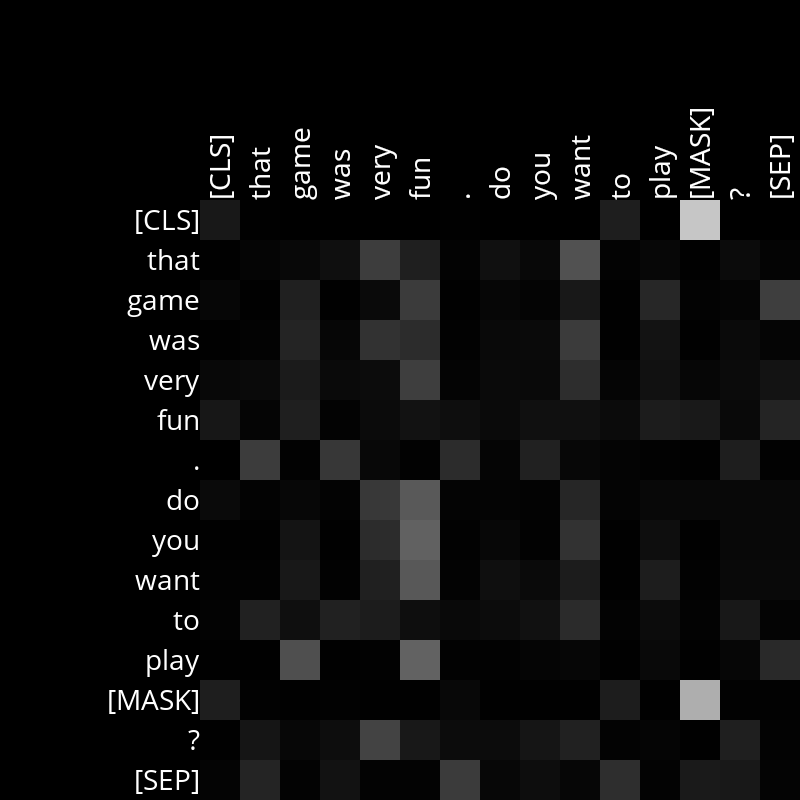 [CLS] that game was very fun . do you want to play [MASK] ? [SEP]
[CLS]
that
game
was
very
fun
.
do
you
want
to
play
[MASK]
?
[SEP]